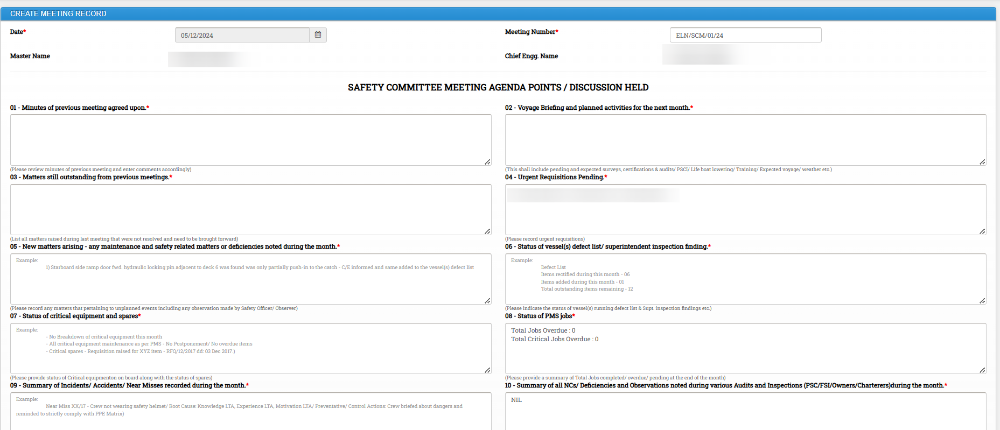 CREATE MEETING RECORD
Date*
05/12/2024
Meeting Number*
ELN/SCM/01/24
Master Name
Chief Engg. Name
SAFETY COMMITTEE MEETING AGENDA POINTS / DISCUSSION HELD
01 - Minutes of previous meeting agreed upon.*
(Please review minutes of previous meeting and enter comments accordingly)
02 - Voyage Briefing and planned activities for the next month.*
(This shall include pending and expected surveys, certifications & audits/ PSCI/ Life boat lowering/ Training/ Expected voyage/ weather etc.)
03 - Matters still outstanding from previous meetings.*
(List all matters raised during last meeting that were not resolved and need to be brought forward)
04 - Urgent Requisitions Pending.*
(Please record urgent requisitions)
05 - New matters arising - any maintenance and safety related matters or deficiencies noted during the month.*
Example:
1) Starboard side ramp door fwd. hydraulic locking pin adjacent to deck 6 was found was only partially push-in to the catch - C/E informed and same added to the vessel(s) defect list
(Please record any matters that pertaining to unplanned events including any observation made by Safety Officer/ Observer)
06 - Status of vessel(s) defect list/ superintendent inspection finding.*
Example:
Defect List
Items rectified during this month - 06
Items added during this month - 01
Total outstanding items remaining - 12
(Please indicate the status of vessel(s) running defect list & Supt. inspection findings etc.)
07 - Status of critical equipment and spares*
Example:
- No Breakdown of critical equipment this month
- All critical equipment maintenance as per PMS - No Postponement/ No overdue items
- Critical spares - Requisition raised for XYZ item - RFQ/12/2017 dd: 03 Dec 2017.)
(Please provide status of Critical equipmenton on board along with the status of spares)
08 - Status of PMS jobs*
Total Jobs Overdue : 0
Total Critical Jobs Overdue : 0
(Please provide a summary of Total Jobs completed/ overdue/ pending at the end of the month)
09 - Summary of Incidents/ Accidents/ Near Misses recorded during the month.*
Example:
Near Miss XX/17 - Crew not wearing safety helmet/ Root Cause: Knowledge LTA, Experience LTA, Motivation LTA/ Preventative/ Control Actions: Crew briefed about dangers and
reminded to strictly comply with PPE Matrix)
10 - Summary of all NCs/ Deficiencies and Observations noted during various Audits and Inspections (PSC/FSI/Owners/Charterers)during the month.*
NIL